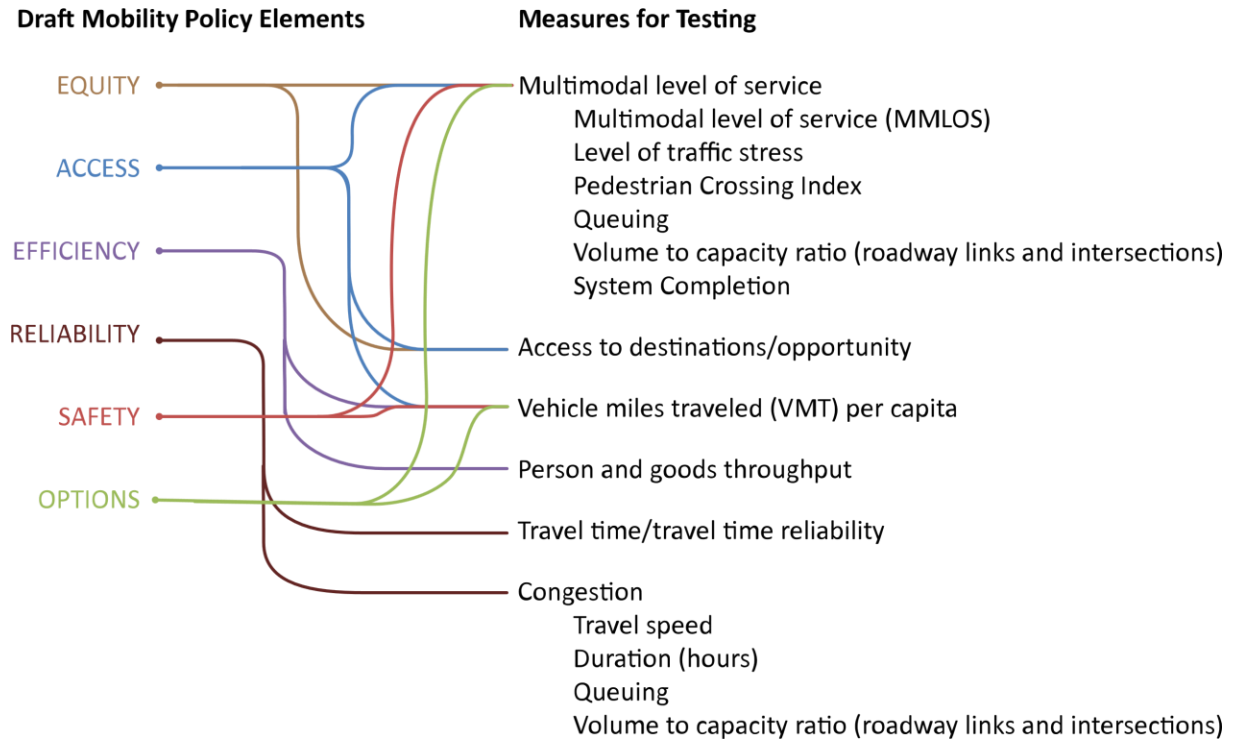 Draft Mobility Policy Elements
Measures for Testing
EQUITY
ACCESS
EFFICIENCY
RELIABILITY
SAFETY
OPTIONS
Multimodal level of service
Multimodal level of service (MMLOS)
Level of traffic stress
Pedestrian Crossing Index
Queuing
Volume to capacity ratio (roadway links and intersections)
System Completion
Access to destinations/opportunity
Vehicle miles traveled (VMT) per capita
Person and goods throughput
Travel time/travel time reliability
Congestion
Travel speed
Duration (hours)
Queuing
Volume to capacity ratio (roadway links and intersections)